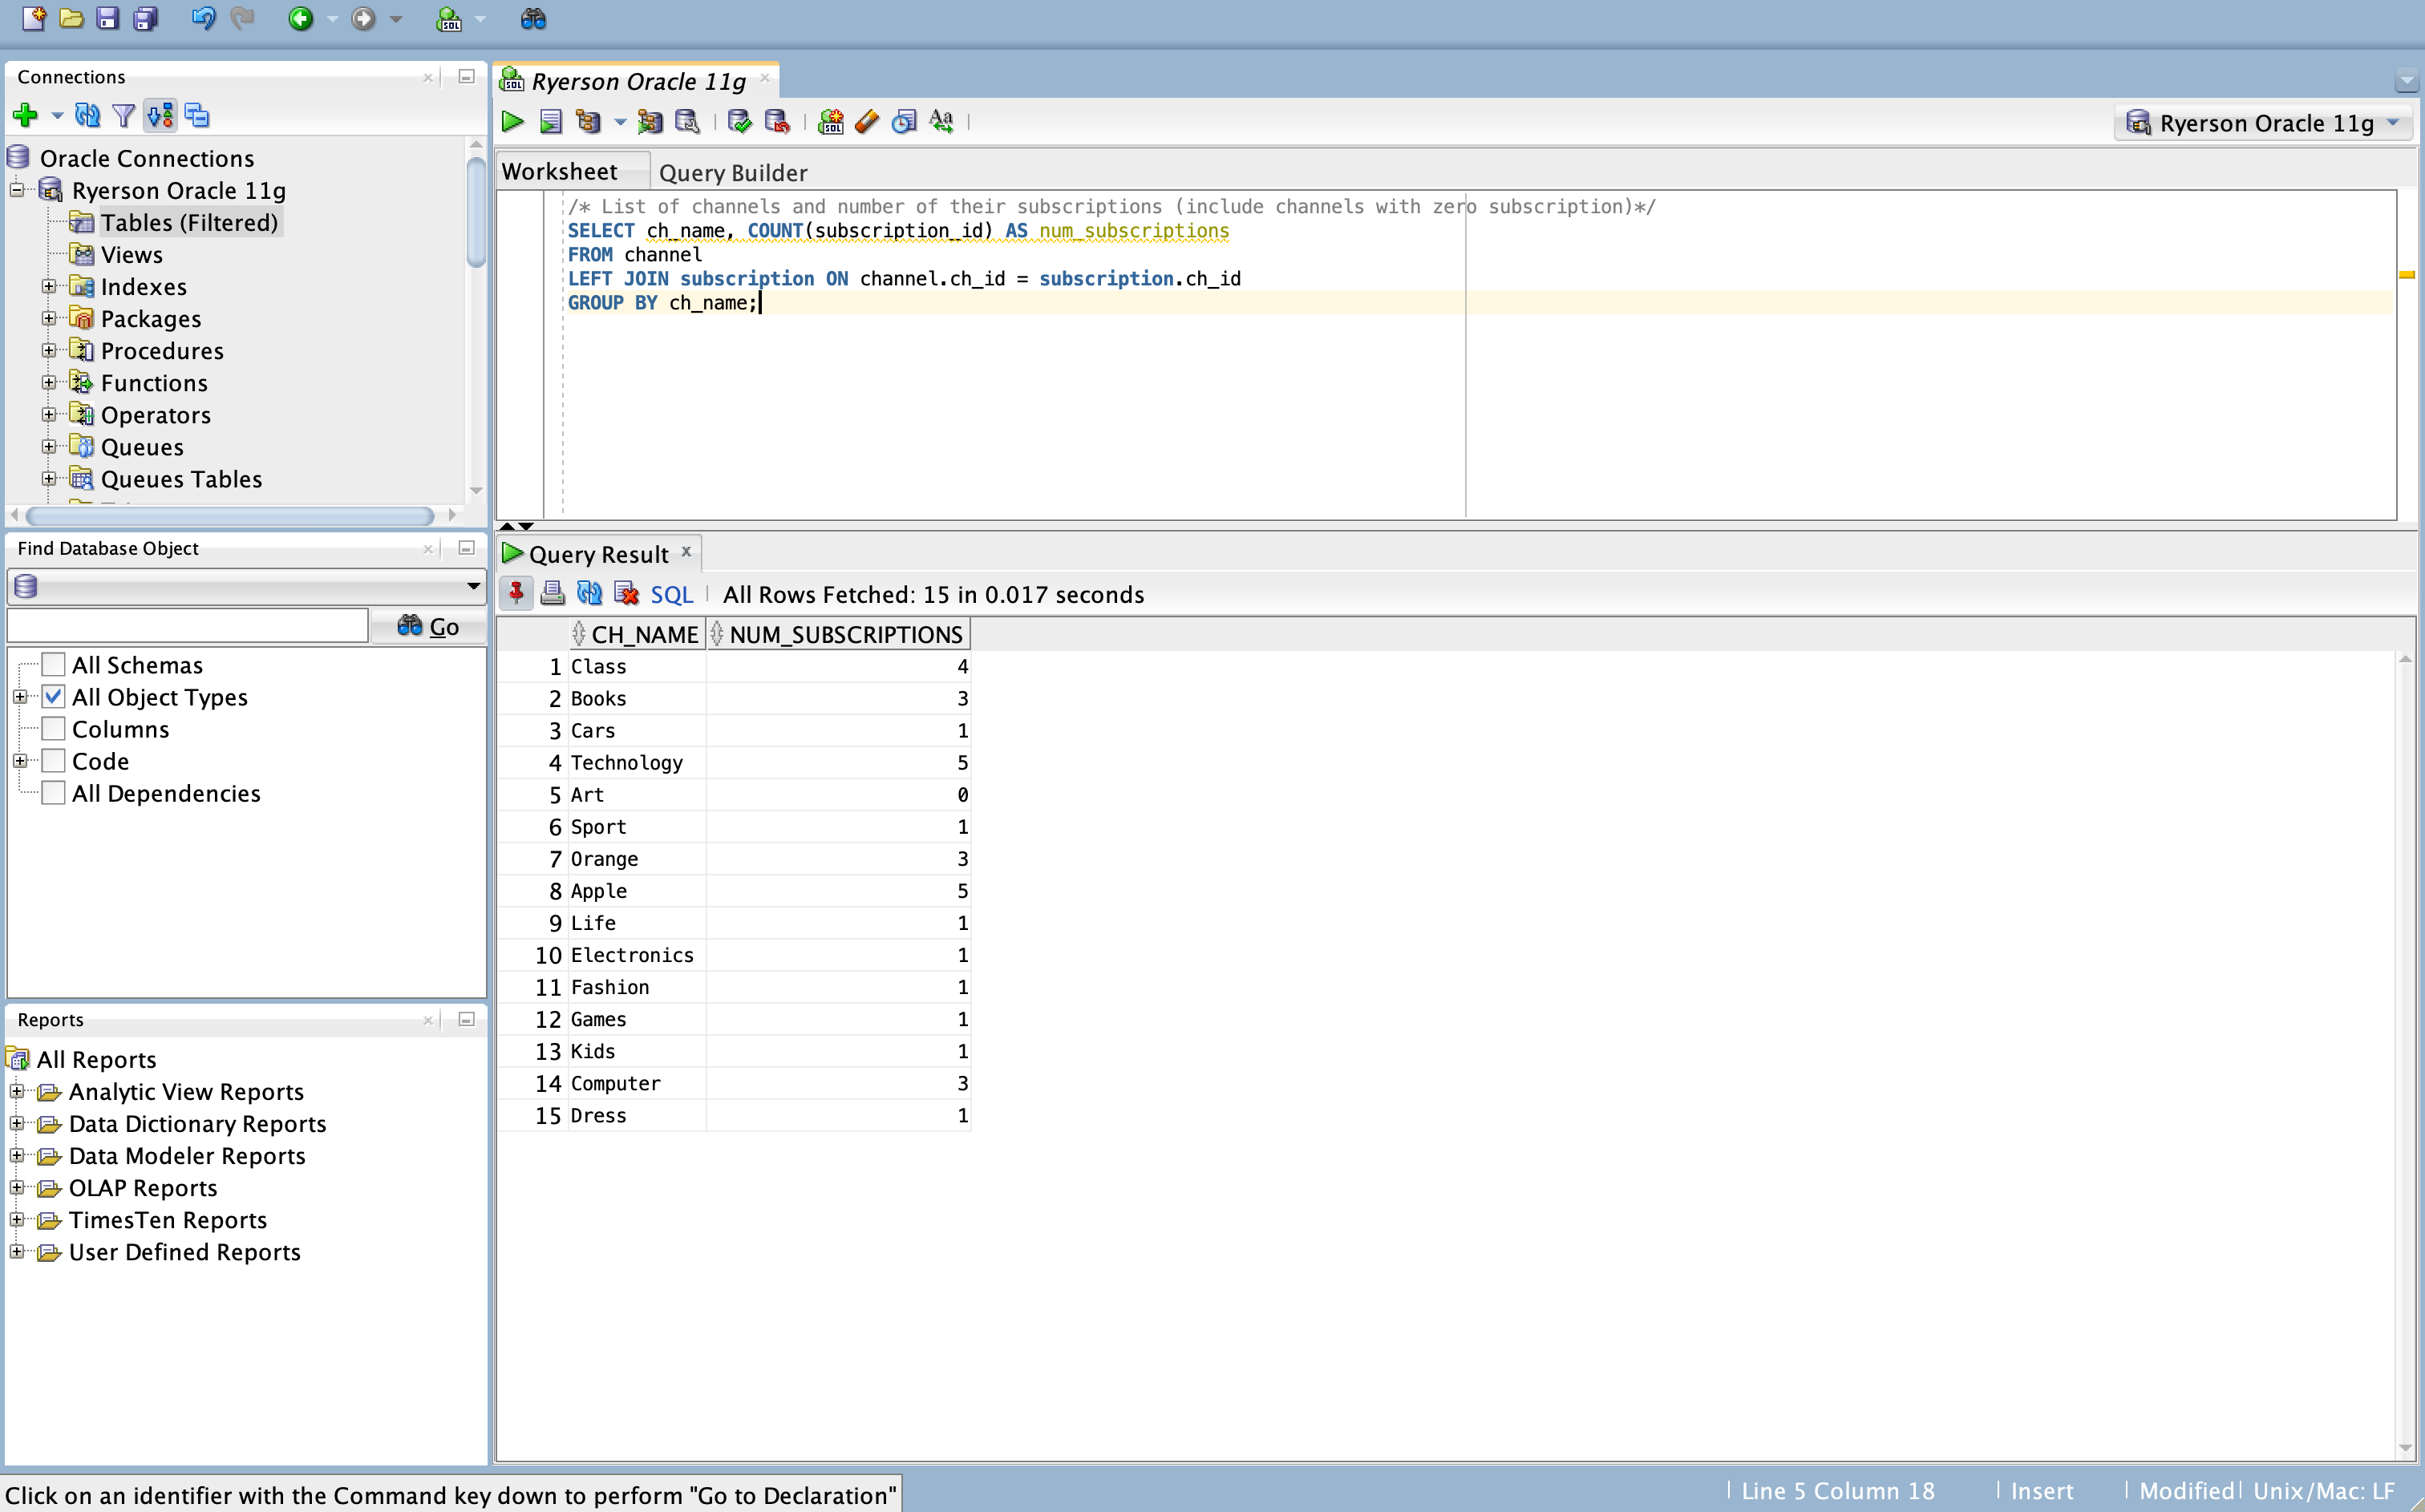 Connections
Oracle Connections
Ryerson Oracle 11g
Tables (Filtered)
Views
Indexes
Packages
Procedures
Functions
Operators
Queues
Queues Tables
Find Database Object
Go
All Schemas
All Object Types
Columns
Code
All Dependencies
Reports
All Reports
Analytic View Reports
Data Dictionary Reports
Data Modeler Reports
OLAP Reports
TimesTen Reports
User Defined Reports
Ryerson Oracle 11g
Ryerson Oracle 11g
Worksheet Query Builder
/* List of channels and number of their subscriptions (include channels with zero subscription)*/
SELECT ch_name, COUNT(subscription_id) AS num_subscriptions
FROM channel
LEFT JOIN subscription ON channel.ch_id = subscription.ch_id
GROUP BY ch_name;
Query Result
SQL All Rows Fetched: 15 in 0.017 seconds
CH_NAME NUM_SUBSCRIPTIONS
1 Class 4
2 Books 3
3 Cars 1
4 Technology 5
5 Art 0
6 Sport 1
7 Orange 3
8 Apple 5
9 Life 1
10 Electronics 1
11 Fashion 1
12 Games 1
13 Kids 1
14 Computer 3
15 Dress 1
Click on an identifier with the Command key down to perform "Go to Declaration"
Line 5 Column 18 Insert Modified Unix/Mac: LF